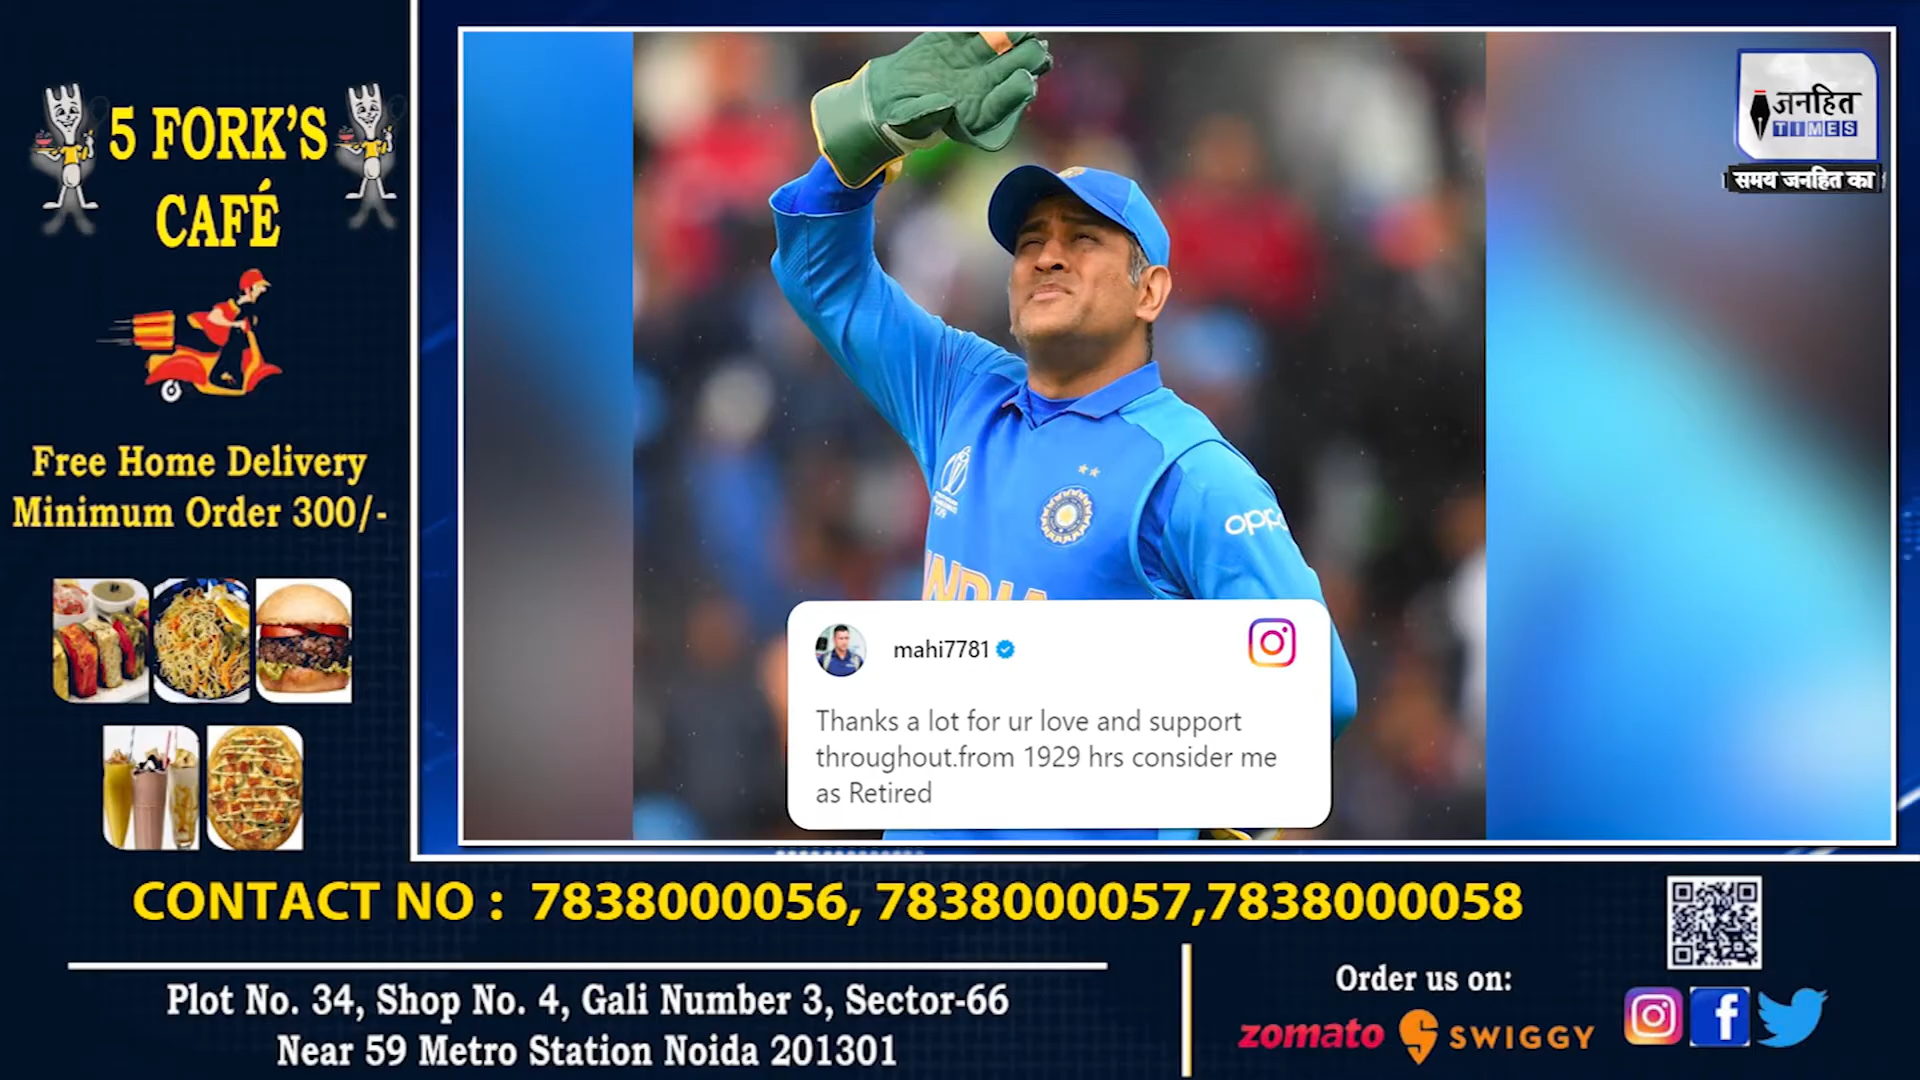 5 FORK'S
CAFÉ
Free Home Delivery
Minimum Order 300/-
जनहित
TIMES
समय जनहित का
oppo
INDIA
mahi7781
Thanks a lot for ur love and support
throughout.from 1929 hrs consider me
as Retired
CONTACT NO : 7838000056, 7838000057,7838000058
Plot No. 34, Shop No. 4, Gali Number 3, Sector-66
Near 59 Metro Station Noida 201301
Order us on:
zomato
SWIGGY